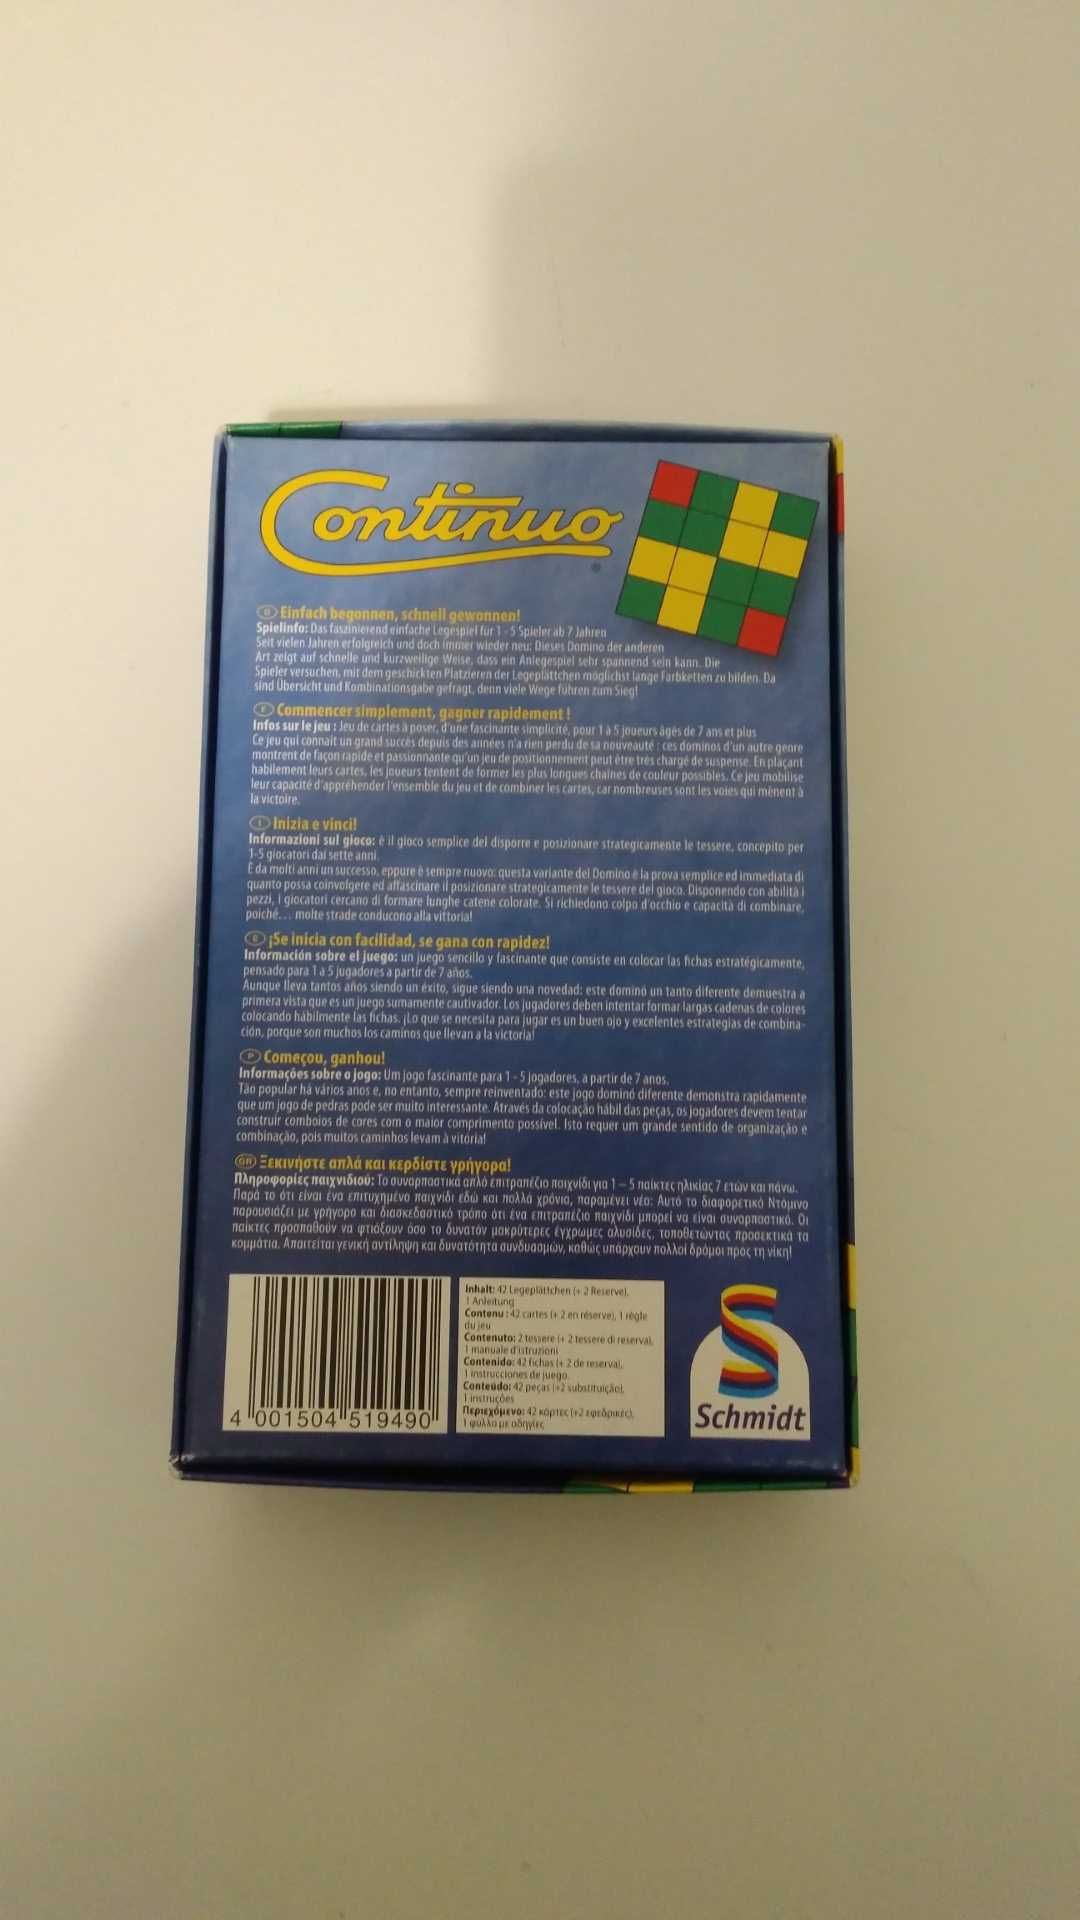 Continuo
D Einfach begonnen, schnell gewonnen!
Spielinfo: Das faszinierend einfache Legespiel für 1 - 5 Spieler ab 7 Jahren
Seit vielen Jahren erfolgreich und doch immer wieder neu: Dieses Domino der anderen
Art zeigt auf schnelle und kurzweilige Weise, dass ein Anlegespiel sehr spannend sein kann. Die
Spieler versuchen, mit dem geschickten Platzieren der Legeplättchen möglichst lange Farbketten zu bilden. Da
sind Übersicht und Kombinationsgabe gefragt, denn viele Wege führen zum Sieg!
F Commencer simplement, gagner rapidement !
Infos sur le jeu : Jeu de cartes à poser, d'une fascinante simplicité, pour 1 à 5 joueurs âgés de 7 ans et plus
Ce jeu qui connaît un grand succès depuis des années n'a rien perdu de sa nouveauté : ces dominos d'un autre genre
montrent de façon rapide et passionnante qu'un jeu de positionnement peut être très chargé de suspense. En plaçant
habilement leurs cartes, les joueurs tentent de former les plus longues chaînes de couleur possibles. Ce jeu mobilise
leur capacité d'appréhender l'ensemble du jeu et de combiner les cartes, car nombreuses sont les voies qui mènent à
la victoire.
I Inizia e vinci!
Informazioni sul gioco: è il gioco semplice del disporre e posizionare strategicamente le tessere, concepito per
1-5 giocatori dai sette anni.
È da molti anni un successo, eppure è sempre nuovo: questa variante del Domino è la prova semplice ed immediata di
quanto possa coinvolgere ed affascinare il posizionare strategicamente le tessere del gioco. Disponendo con abilità i
pezzi, i giocatori cercano di formare lunghe catene colorate. Si richiedono colpo d'occhio e capacità di combinare,
poiché... molte strade conducono alla vittoria!
E ¡Se inicia con facilidad, se gana con rapidez!
Información sobre el juego: un juego sencillo y fascinante que consiste en colocar las fichas estratégicamente,
pensado para 1 a 5 jugadores a partir de 7 años.
Aunque lleva tantos años siendo un éxito, sigue siendo una novedad: este dominó un tanto diferente demuestra a
primera vista que es un juego sumamente cautivador. Los jugadores deben intentar formar largas cadenas de colores
colocando hábilmente las fichas. ¡Lo que se necesita para jugar es un buen ojo y excelentes estrategias de combina-
ción, porque son muchos los caminos que llevan a la victoria!
P Começou, ganhou!
Informações sobre o jogo: Um jogo fascinante para 1 - 5 jogadores, a partir de 7 anos.
Tão popular há vários anos e, no entanto, sempre reinventado: este jogo dominó diferente demonstra rapidamente
que um jogo de pedras pode ser muito interessante. Através da colocação hábil das peças, os jogadores devem tentar
construir comboios de cores com o maior comprimento possível. Isto requer um grande sentido de organização e
combinação, pois muitos caminhos levam à vitória!
GR Ξεκινήστε απλά και κερδίστε γρήγορα!
Πληροφορίες παιχνιδιού: Το συναρπαστικά απλό επιτραπέζιο παιχνίδι για 1 – 5 παίκτες ηλικίας 7 ετών και πάνω.
Παρά το ότι είναι ένα επιτυχημένο παιχνίδι εδώ και πολλά χρόνια, παραμένει νέο: Αυτό το διαφορετικό Ντόμινο
παρουσιάζει με γρήγορο και διασκεδαστικό τρόπο ότι ένα επιτραπέζιο παιχνίδι μπορεί να είναι συναρπαστικό. Οι
παίκτες προσπαθούν να φτιάξουν όσο το δυνατόν μακρύτερες έγχρωμες αλυσίδες, τοποθετώντας προσεκτικά τα
κομμάτια. Απαιτείται γενική αντίληψη και δυνατότητα συνδυασμών, καθώς υπάρχουν πολλοί δρόμοι προς τη νίκη!
Inhalt: 42 Legeplättchen (+ 2 Reserve),
1 Anleitung
Contenu : 42 cartes (+ 2 en réserve), 1 règle
du jeu
Contenuto: 2 tessere (+ 2 tessere di reserva),
1 manuale d'istruzioni
Contenido: 42 fichas (+ 2 de reserva),
1 instrucciones de juego.
Conteúdo: 42 peças (+2 substituição),
1 instruções
Περιεχόμενο: 42 κάρτες (+2 εφεδρικές),
1 φύλλο με οδηγίες
4 001504 519490
Schmidt